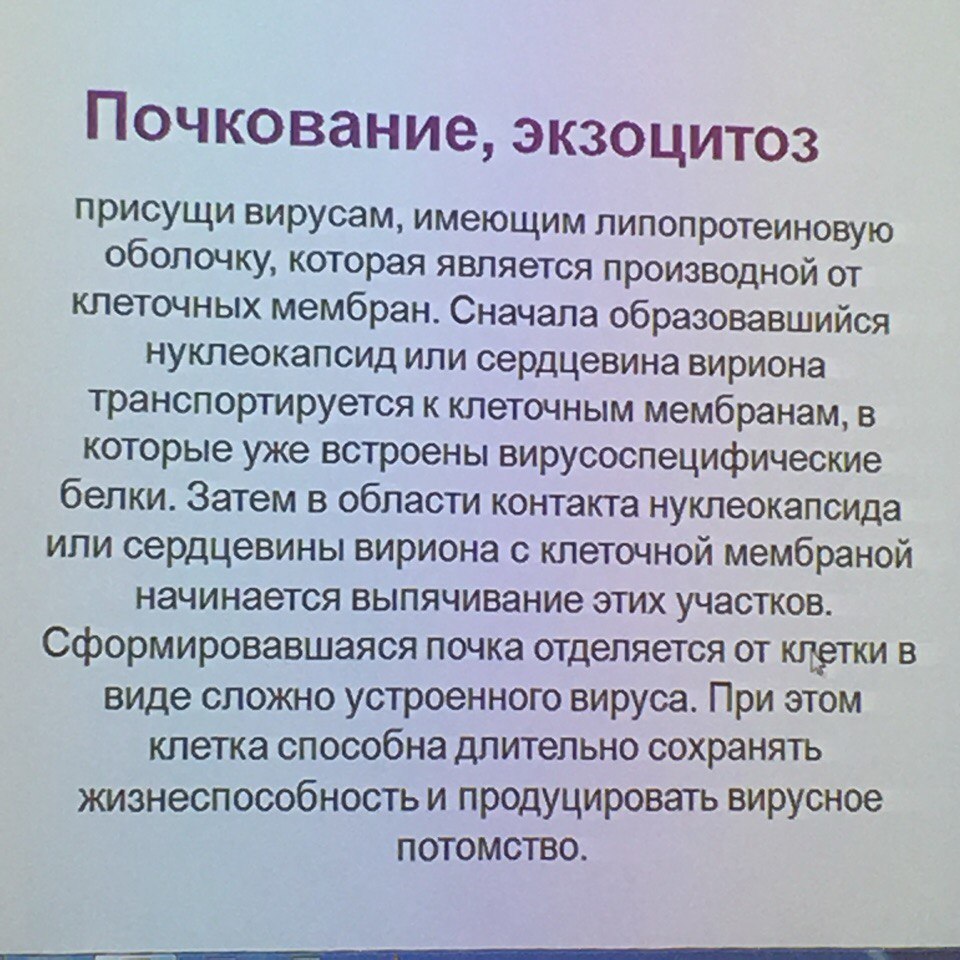 Почкование, экзоцитоз
присущи вирусам, имеющим липопротеиновую
оболочку, которая является производной от
клеточных мембран. Сначала образовавшийся
нуклеокапсид или сердцевина вириона
транспортируется к клеточным мембранам, в
которые уже встроены вирусоспецифические
белки. Затем в области контакта нуклеокапсида
или сердцевины вириона с клеточной мембраной
начинается выпячивание этих участков.
Сформировавшаяся почка отделяется от клетки в
виде сложно устроенного вируса. При этом
клетка способна длительно сохранять
жизнеспособность и продуцировать вирусное
потомство.